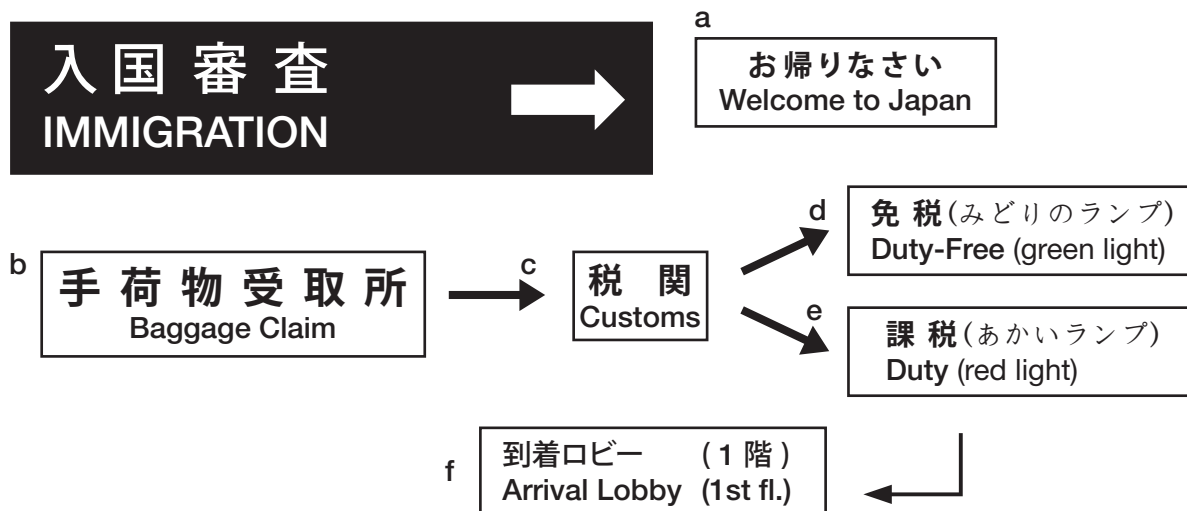 入国審査
IMMIGRATION
a
お帰りなさい
Welcome to Japan
b
手荷物受取所
Baggage Claim
c
税関
Customs
d
免税(みどりのランプ)
Duty-Free (green light)
e
課税(あかいランプ)
Duty (red light)
f
到着ロビー (1階)
Arrival Lobby (1st fl.)